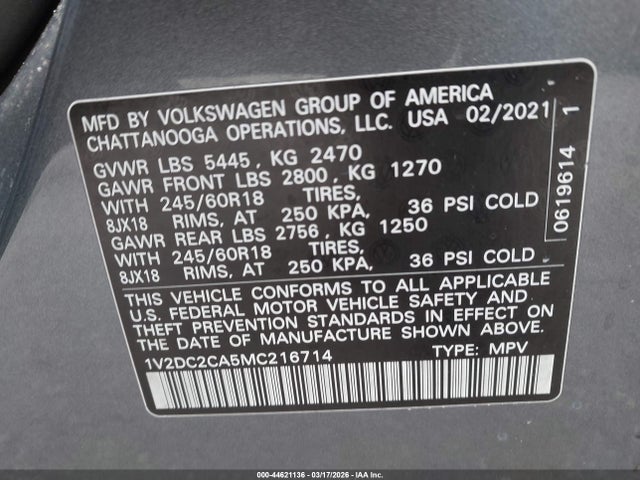 MFD BY VOLKSWAGEN GROUP OF AMERICA
CHATTANOOGA OPERATIONS, LLC. USA 02/2021
GVWR LBS 5445, KG 2470
GAWR FRONT LBS 2800, KG 1270
WITH 245/60R18 TIRES,
8JX18 RIMS, AT 250 KPA, 36 PSI COLD
GAWR REAR LBS 2756, KG 1250
WITH 245/60R18 TIRES,
8JX18 RIMS, AT 250 KPA, 36 PSI COLD
THIS VEHICLE CONFORMS TO ALL APPLICABLE
U.S. FEDERAL MOTOR VEHICLE SAFETY AND
THEFT PREVENTION STANDARDS IN EFFECT ON
THE DATE OF MANUFACTURE SHOWN ABOVE.
1V2DC2CA5MC216714 TYPE: MPV
0619614 1
000-44621136 - 03/17/2026 - IAA Inc.